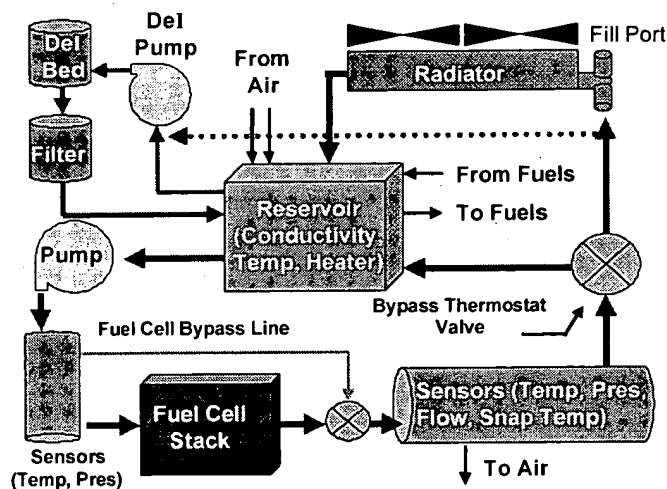 DeI
Pump
DeI
Bed
Filter
From
Air
Radiator
Fill Port
From Fuels
To Fuels
Reservoir
(Conductivity,
Temp, Heater)
Pump
Bypass Thermostat
Valve
Fuel Cell Bypass Line
Sensors (Temp, Pres,
Flow, Snap Temp)
Fuel Cell
Stack
Sensors
(Temp, Pres)
To Air